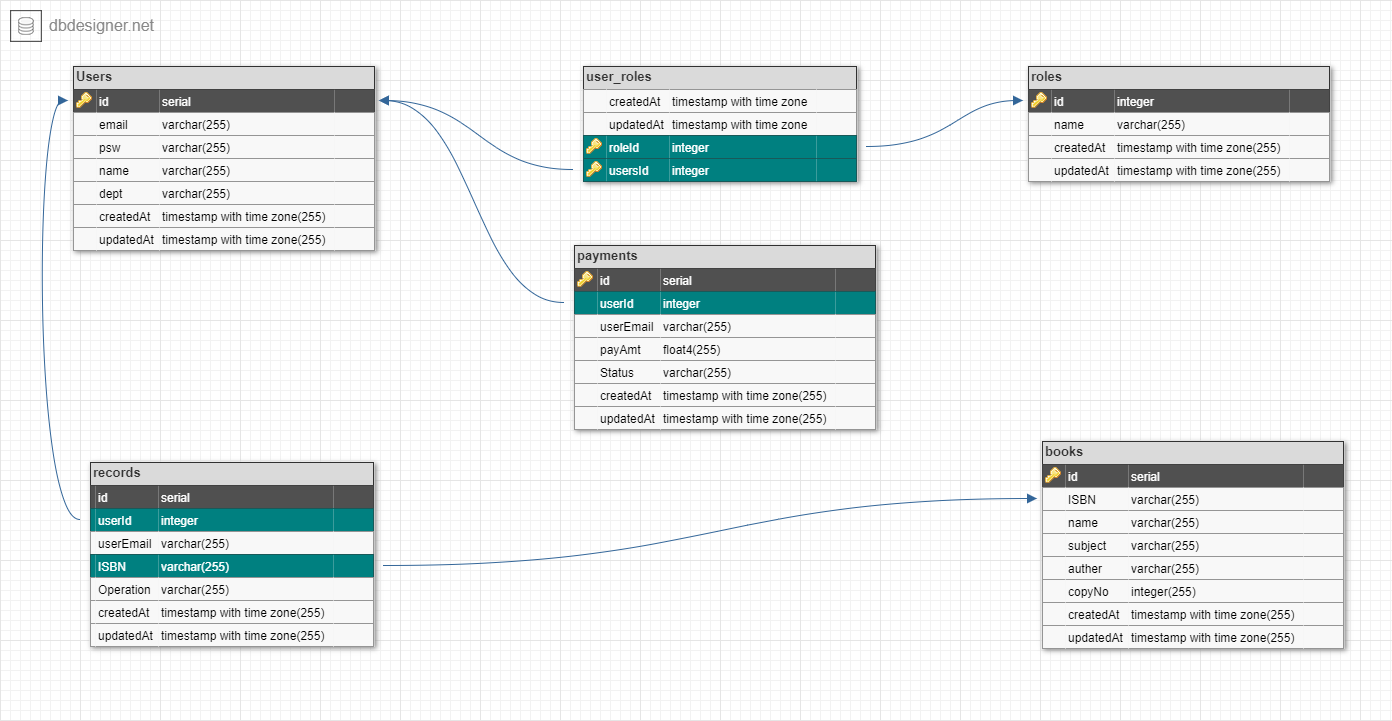 dbdesigner.net
Users
id serial
email varchar(255)
psw varchar(255)
name varchar(255)
dept varchar(255)
createdAt timestamp with time zone(255)
updatedAt timestamp with time zone(255)
user_roles
createdAt timestamp with time zone
updatedAt timestamp with time zone
roleId integer
usersId integer
roles
id integer
name varchar(255)
createdAt timestamp with time zone(255)
updatedAt timestamp with time zone(255)
payments
id serial
userId integer
userEmail varchar(255)
payAmt float4(255)
Status varchar(255)
createdAt timestamp with time zone(255)
updatedAt timestamp with time zone(255)
records
id serial
userId integer
userEmail varchar(255)
ISBN varchar(255)
Operation varchar(255)
createdAt timestamp with time zone(255)
updatedAt timestamp with time zone(255)
books
id serial
ISBN varchar(255)
name varchar(255)
subject varchar(255)
auther varchar(255)
copyNo integer(255)
createdAt timestamp with time zone(255)
updatedAt timestamp with time zone(255)